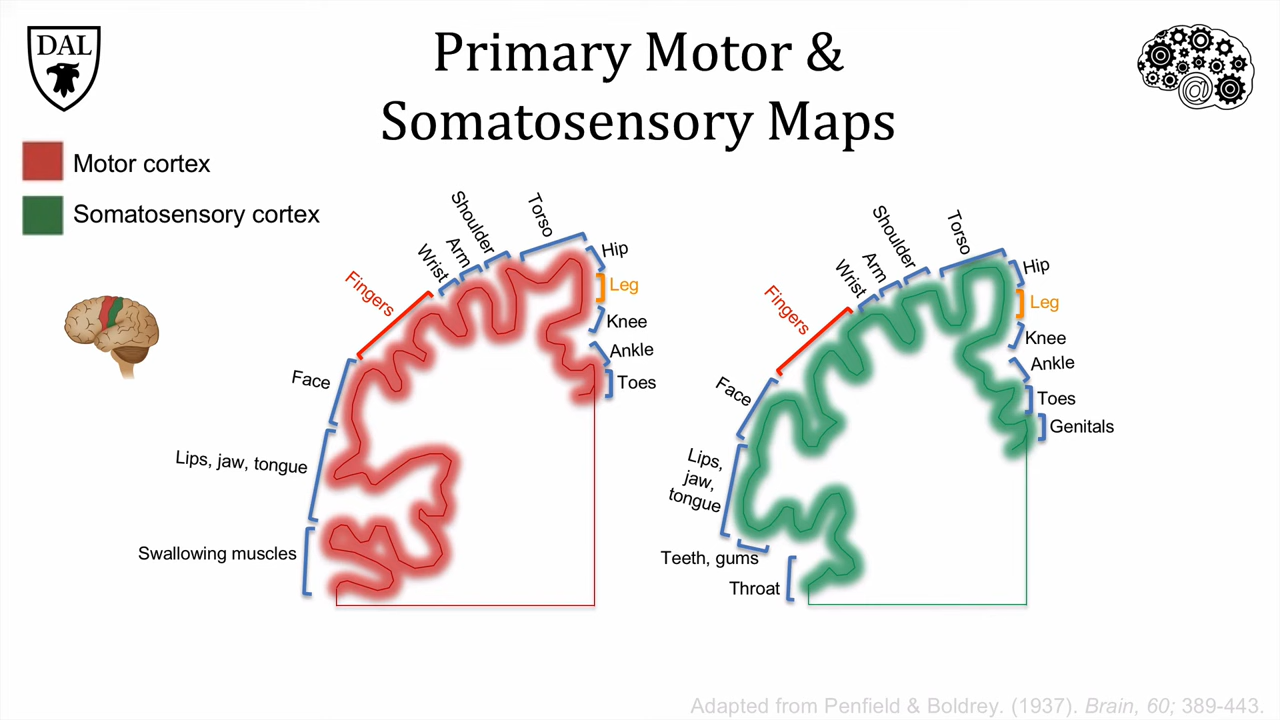 DAL
Primary Motor &
Somatosensory Maps
@
Motor cortex
Somatosensory cortex
Torso
Shoulder
Arm
Wrist
Fingers
Face
Lips, jaw, tongue
Swallowing muscles
Hip
Leg
Knee
Ankle
Toes
Torso
Shoulder
Arm
Wrist
Fingers
Face
Lips,
jaw,
tongue
Teeth, gums
Throat
Hip
Leg
Knee
Ankle
Toes
Genitals
Adapted from Penfield & Boldrey. (1937). Brain, 60; 389-443.